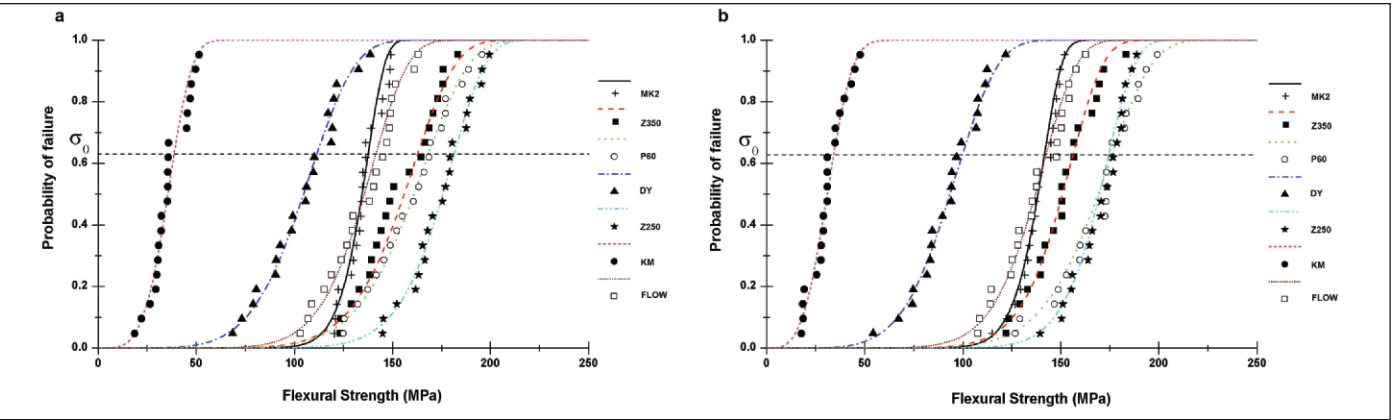 a
1.0
0.8
σ0
0.6
0.4
0.2
0.0
Probability of failure
0 50 100 150 200 250
Flexural Strength (MPa)
MK2
Z350
P60
DY
Z250
KM
FLOW
b
1.0
0.8
σ0
0.6
0.4
0.2
0.0
Probability of failure
0 50 100 150 200 250
Flexural Strength (MPa)
MK2
Z350
P60
DY
Z250
KM
FLOW